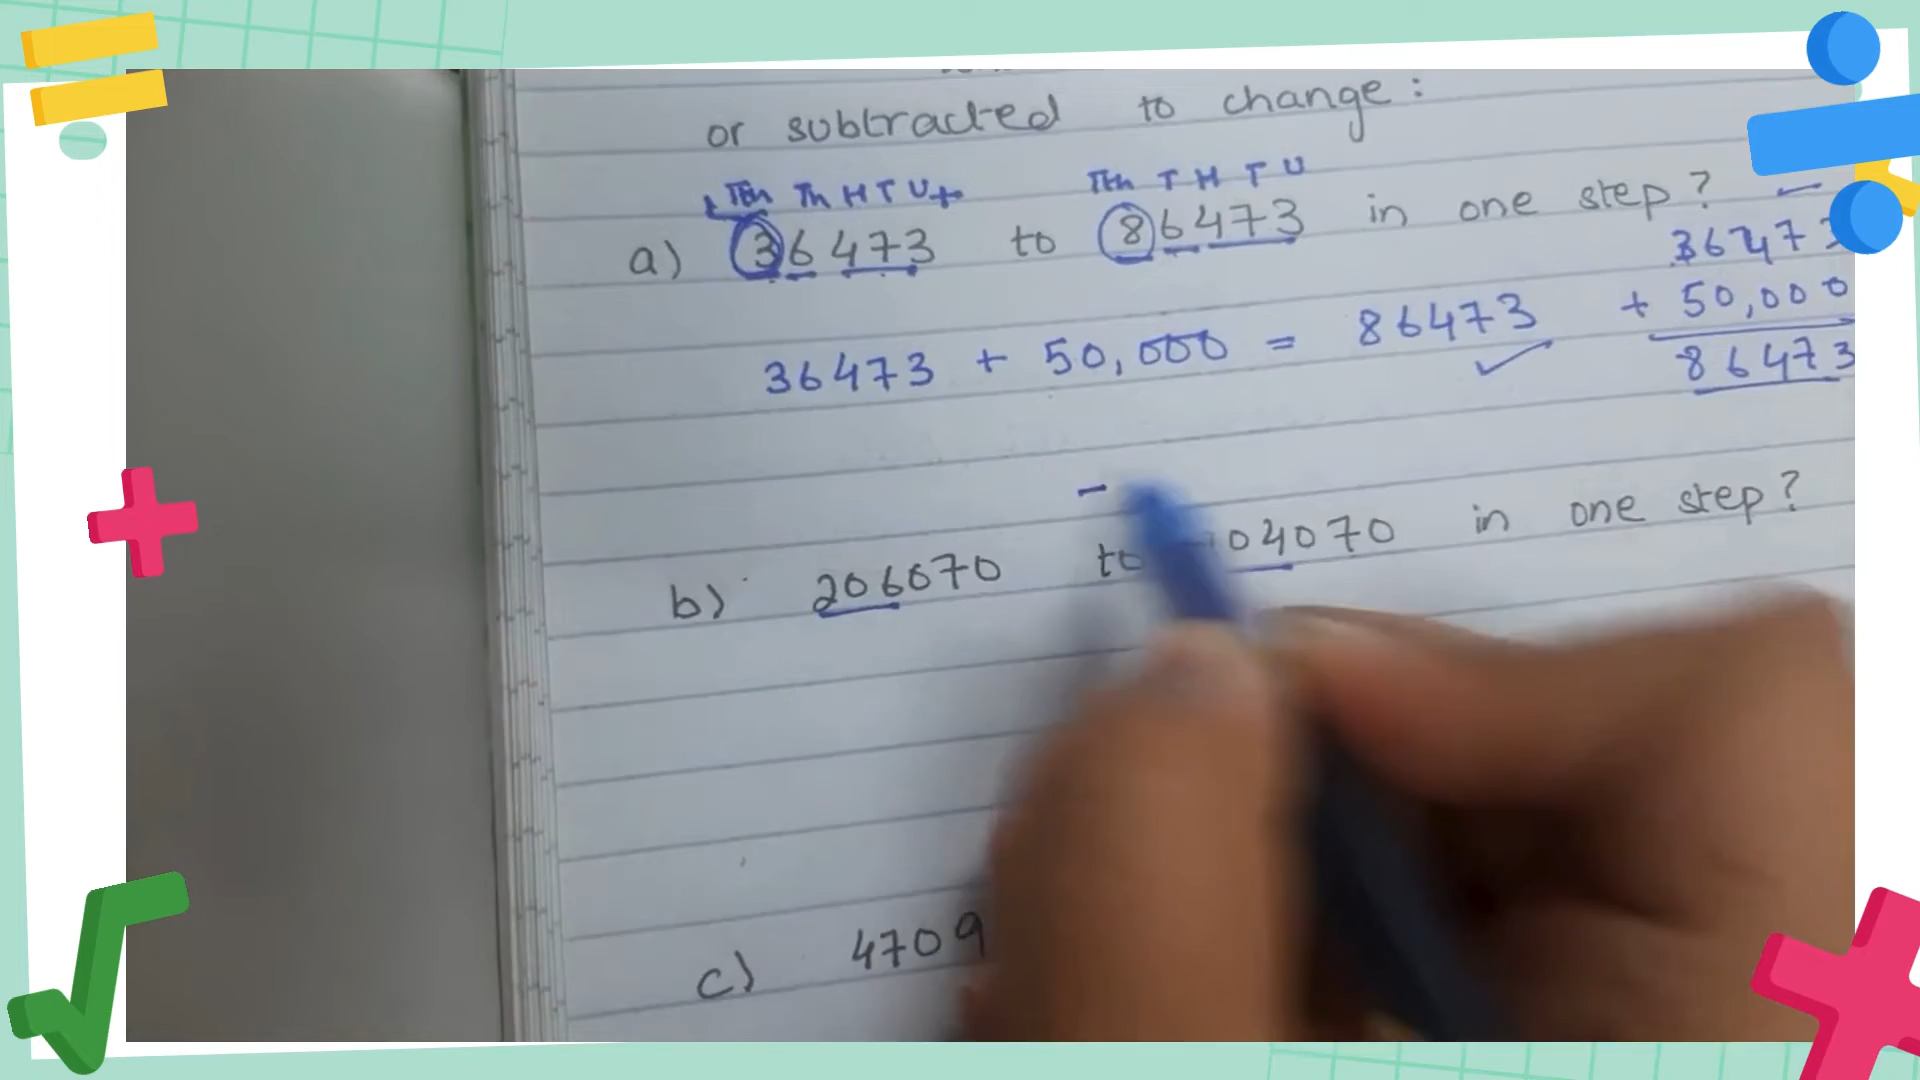 or subtracted to change:
TTh Th H T U + TTh T H T U
a) 36473 to 86473 in one step?
36473
36473 + 50,000 = 86473
+ 50,000
86473
b) 206070 to 04070 in one step?
c) 4709